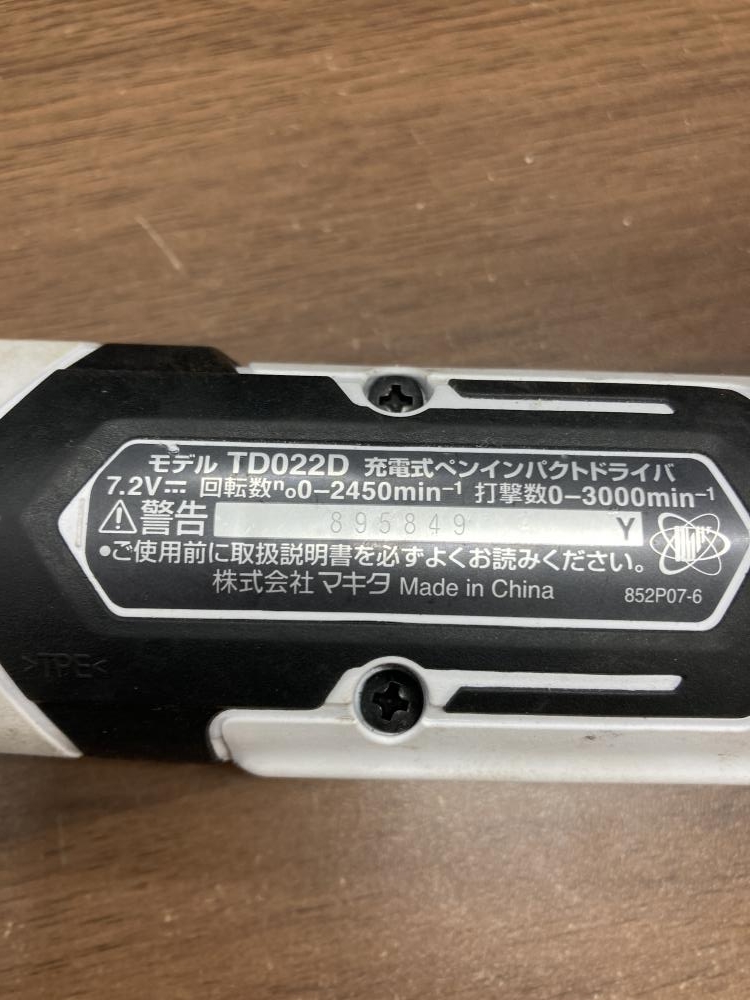 モデル TD022D 充電式ペンインパクトドライバ
7.2V⎓ 回転数ⁿo0−2450min⁻¹ 打撃数0−3000min⁻¹
⚠警告 895849 Y
●ご使用前に取扱説明書を必ずよくお読みください。
株式会社マキタ Made in China 852P07-6
>TPE<